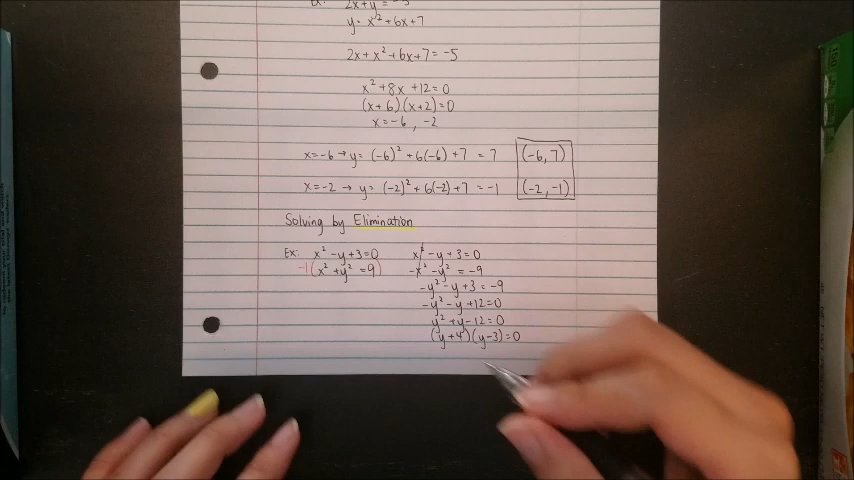 Ex: 2x+y = -5
y = x² + 6x + 7
2x + x² + 6x + 7 = -5
x² + 8x + 12 = 0
(x+6)(x+2) = 0
x = -6, -2
x = -6 → y = (-6)² + 6(-6) + 7 = 7 (-6, 7)
x = -2 → y = (-2)² + 6(-2) + 7 = -1 (-2, -1)
Solving by Elimination
Ex: x² - y + 3 = 0
-1(x² + y² = 9)
x² - y + 3 = 0
-x² - y² = -9
-y² - y + 3 = -9
-y² - y + 12 = 0
y² + y - 12 = 0
(y+4)(y-3) = 0